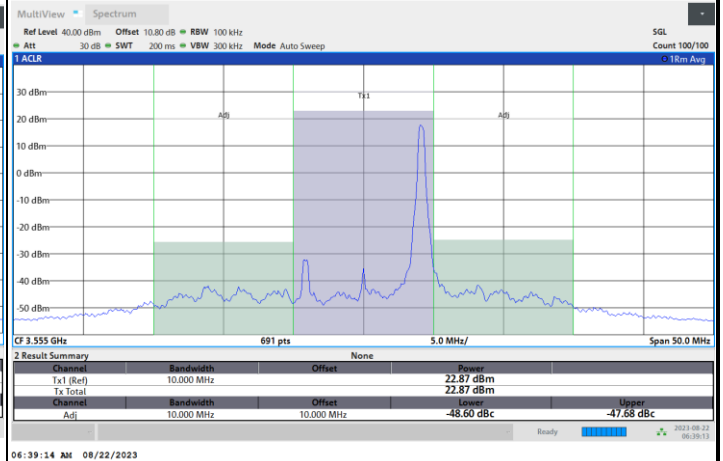 MultiView Spectrum
Ref Level 40.00 dBm Offset 10.80 dB RBW 100 kHz SGL
Att 30 dB SWT 200 ms VBW 300 kHz Mode Auto Sweep Count 100/100
1 ACLR 1Rm Avg
30 dBm
Tx1
Adj Adj
20 dBm
10 dBm
0 dBm
-10 dBm
-20 dBm
-30 dBm
-40 dBm
-50 dBm
CF 3.555 GHz 691 pts 5.0 MHz/ Span 50.0 MHz
2 Result Summary None
Channel Bandwidth Offset Power
Tx1 (Ref) 10.000 MHz 22.87 dBm
Tx Total 22.87 dBm
Channel Bandwidth Offset Lower Upper
Adj 10.000 MHz 10.000 MHz -48.60 dBc -47.68 dBc
Ready 2023-08-22
06:39:13
06:39:14 AM 08/22/2023